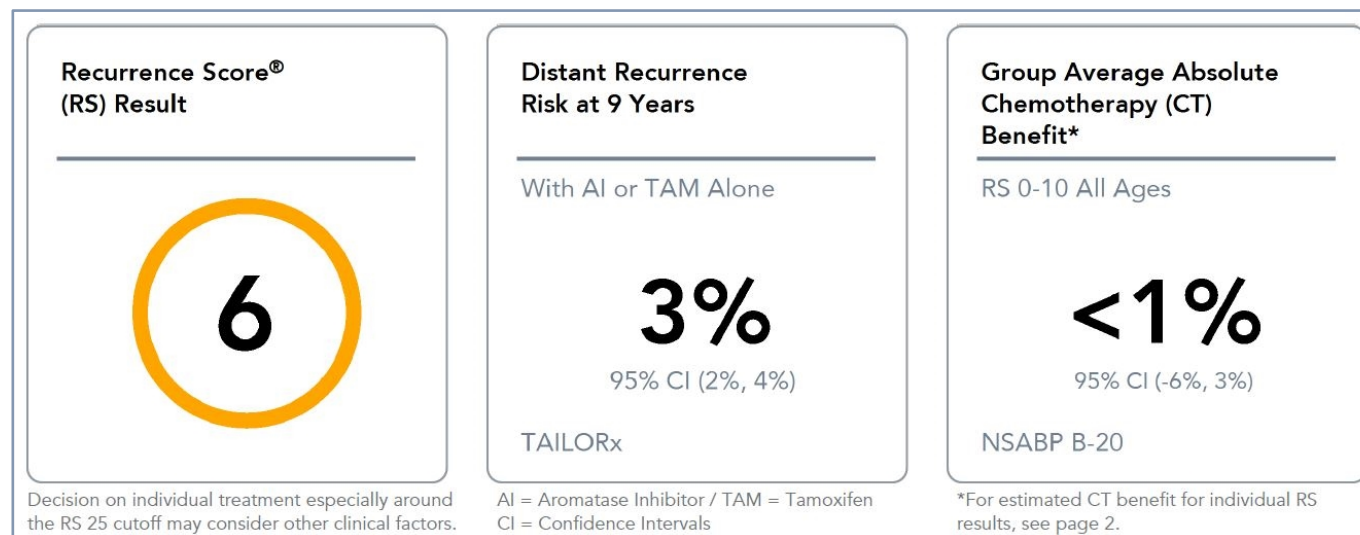 Recurrence Score®
(RS) Result
6
Decision on individual treatment especially around
the RS 25 cutoff may consider other clinical factors.
Distant Recurrence
Risk at 9 Years
With AI or TAM Alone
3%
95% CI (2%, 4%)
TAILORx
AI = Aromatase Inhibitor / TAM = Tamoxifen
CI = Confidence Intervals
Group Average Absolute
Chemotherapy (CT)
Benefit*
RS 0-10 All Ages
<1%
95% CI (-6%, 3%)
NSABP B-20
*For estimated CT benefit for individual RS
results, see page 2.